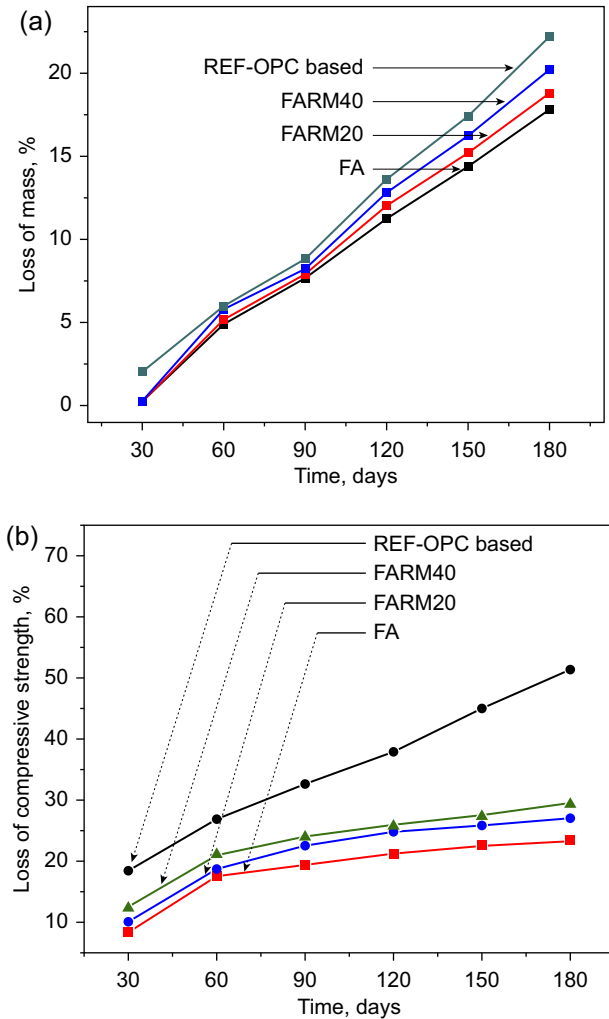 (a)
Loss of mass, %
20
15
10
5
0
REF-OPC based
FARM40
FARM20
FA
30 60 90 120 150 180
Time, days
(b)
Loss of compressive strength, %
70
60
50
40
30
20
10
REF-OPC based
FARM40
FARM20
FA
30 60 90 120 150 180
Time, days